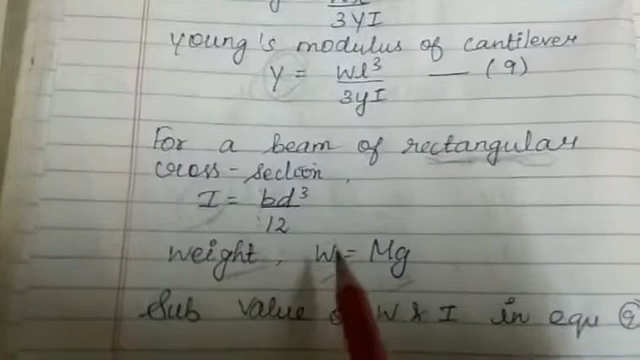 3YI
Young's modulus of cantilever
Y = Wl³/3yI — (9)
For a beam of rectangular
cross-section,
I = bd³/12
Weight, W = Mg
Sub value W & I in equ 9